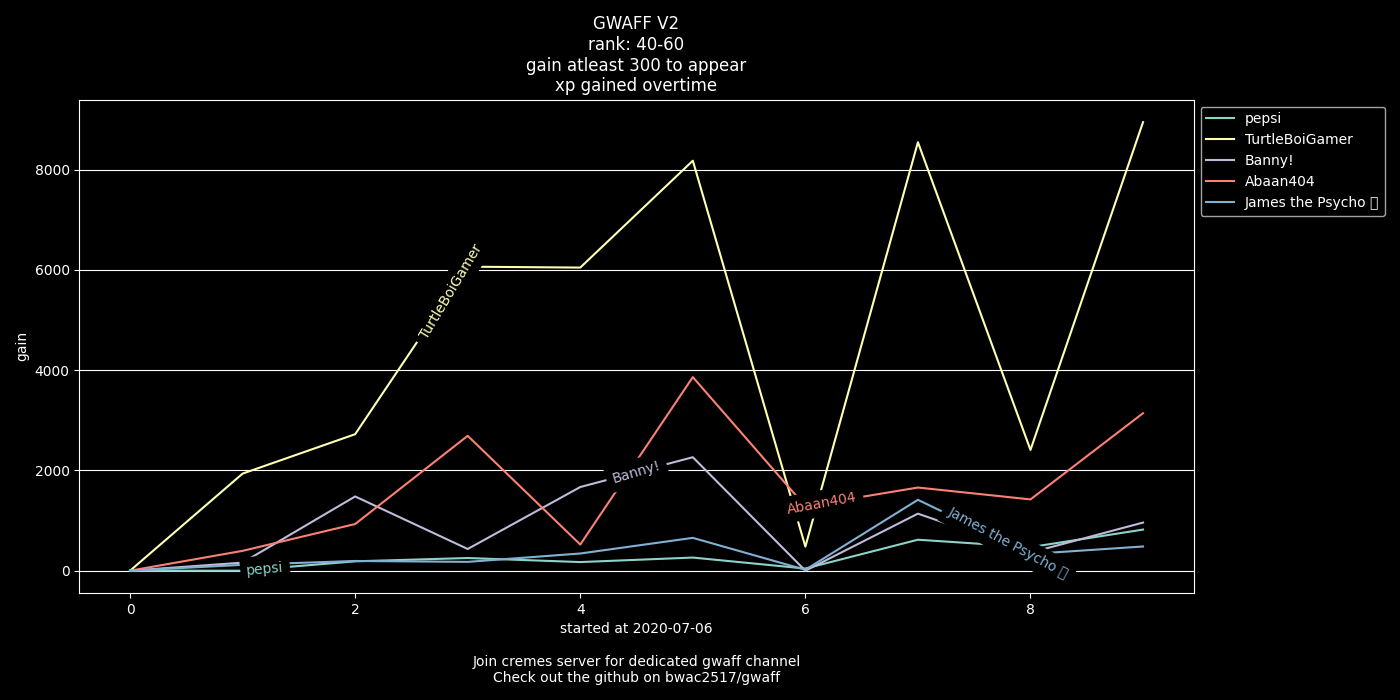 GWAFF V2
rank: 40-60
gain atleast 300 to appear
xp gained overtime
pepsi
TurtleBoiGamer
Banny!
Abaan404
James the Psycho
8000
6000
4000
2000
0
gain
TurtleBoiGamer
Banny!
Abaan404
James the Psycho
pepsi
0
2
4
6
8
started at 2020-07-06
Join cremes server for dedicated gwaff channel
Check out the github on bwac2517/gwaff